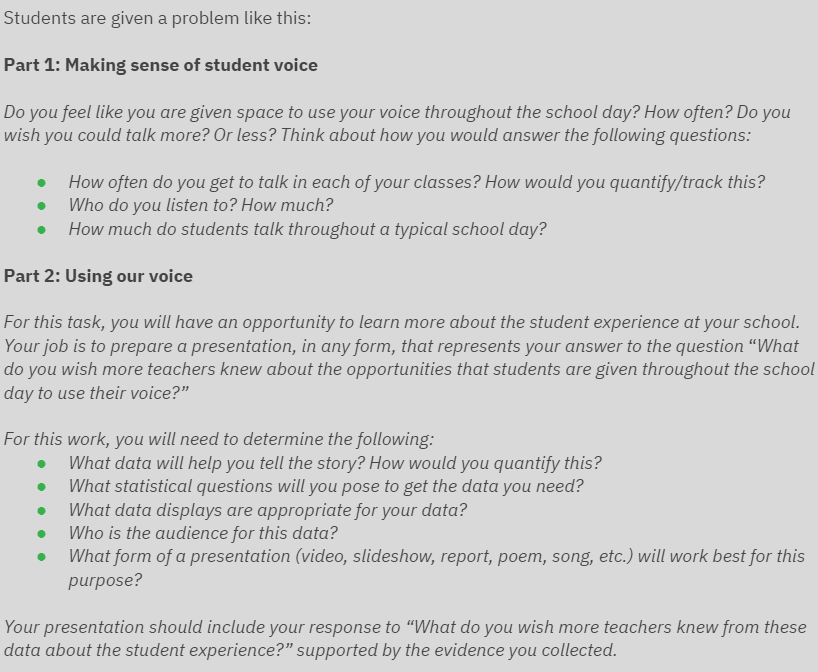 Students are given a problem like this:
Part 1: Making sense of student voice
Do you feel like you are given space to use your voice throughout the school day? How often? Do you
wish you could talk more? Or less? Think about how you would answer the following questions:
● How often do you get to talk in each of your classes? How would you quantify/track this?
● Who do you listen to? How much?
● How much do students talk throughout a typical school day?
Part 2: Using our voice
For this task, you will have an opportunity to learn more about the student experience at your school.
Your job is to prepare a presentation, in any form, that represents your answer to the question “What
do you wish more teachers knew about the opportunities that students are given throughout the school
day to use their voice?”
For this work, you will need to determine the following:
● What data will help you tell the story? How would you quantify this?
● What statistical questions will you pose to get the data you need?
● What data displays are appropriate for your data?
● Who is the audience for this data?
● What form of a presentation (video, slideshow, report, poem, song, etc.) will work best for this
purpose?
Your presentation should include your response to “What do you wish more teachers knew from these
data about the student experience?” supported by the evidence you collected.